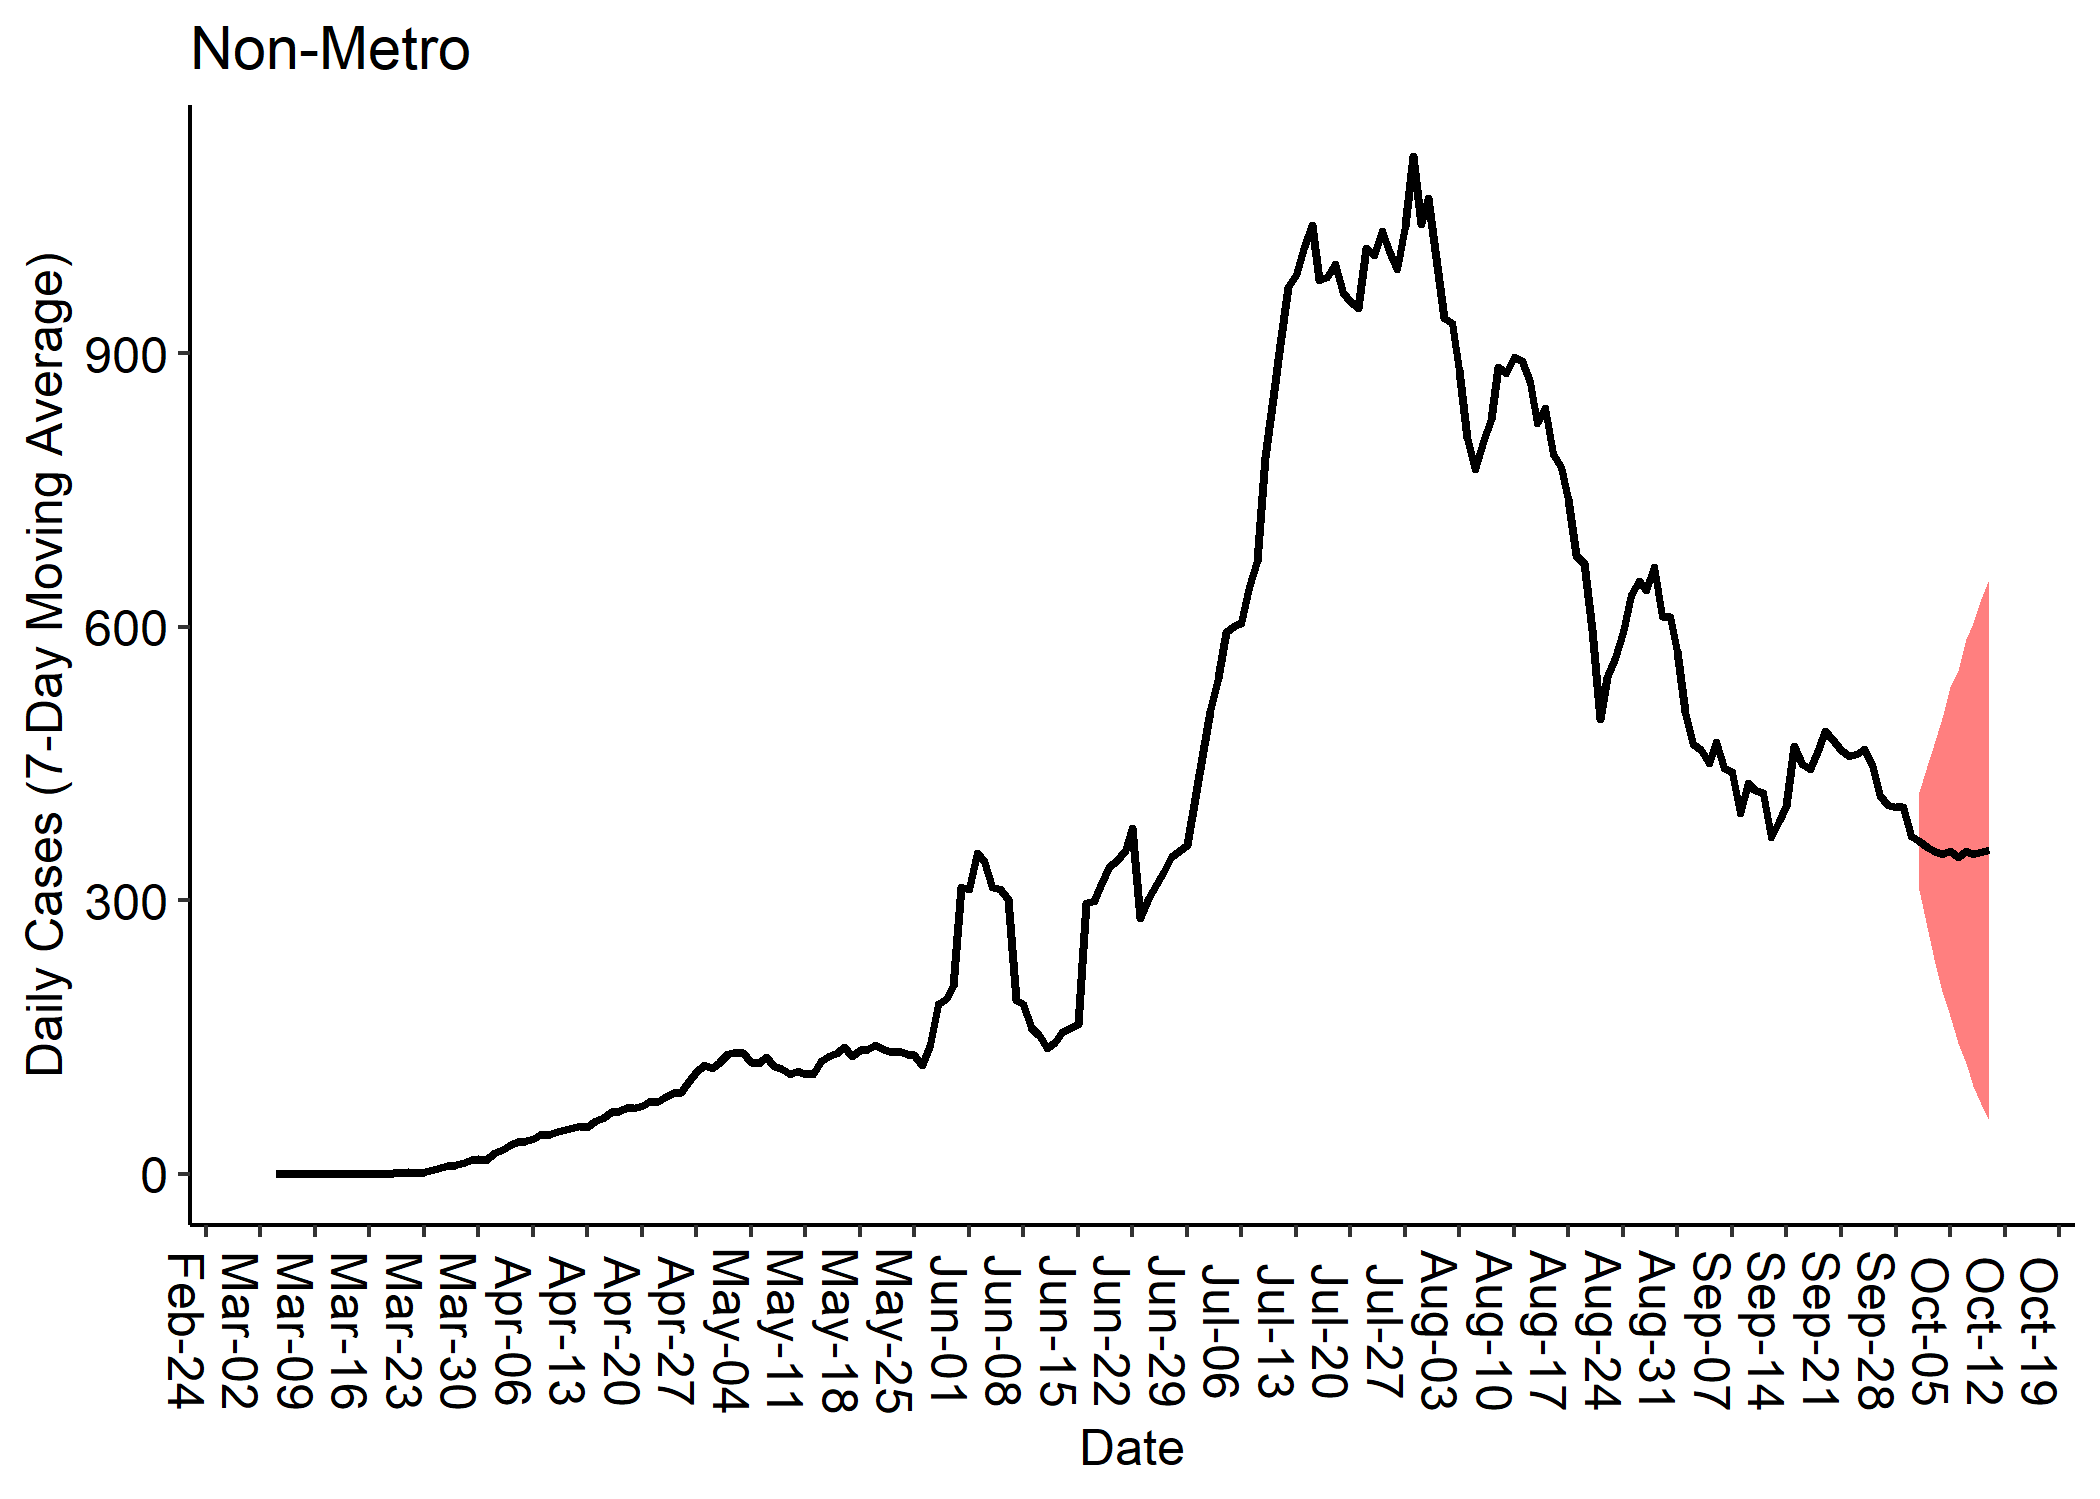 Non-Metro
Daily Cases (7-Day Moving Average)
900
600
300
0
Feb-24
Mar-02
Mar-09
Mar-16
Mar-23
Mar-30
Apr-06
Apr-13
Apr-20
Apr-27
May-04
May-11
May-18
May-25
Jun-01
Jun-08
Jun-15
Jun-22
Jun-29
Jul-06
Jul-13
Jul-20
Jul-27
Aug-03
Aug-10
Aug-17
Aug-24
Aug-31
Sep-07
Sep-14
Sep-21
Sep-28
Oct-05
Oct-12
Oct-19
Date